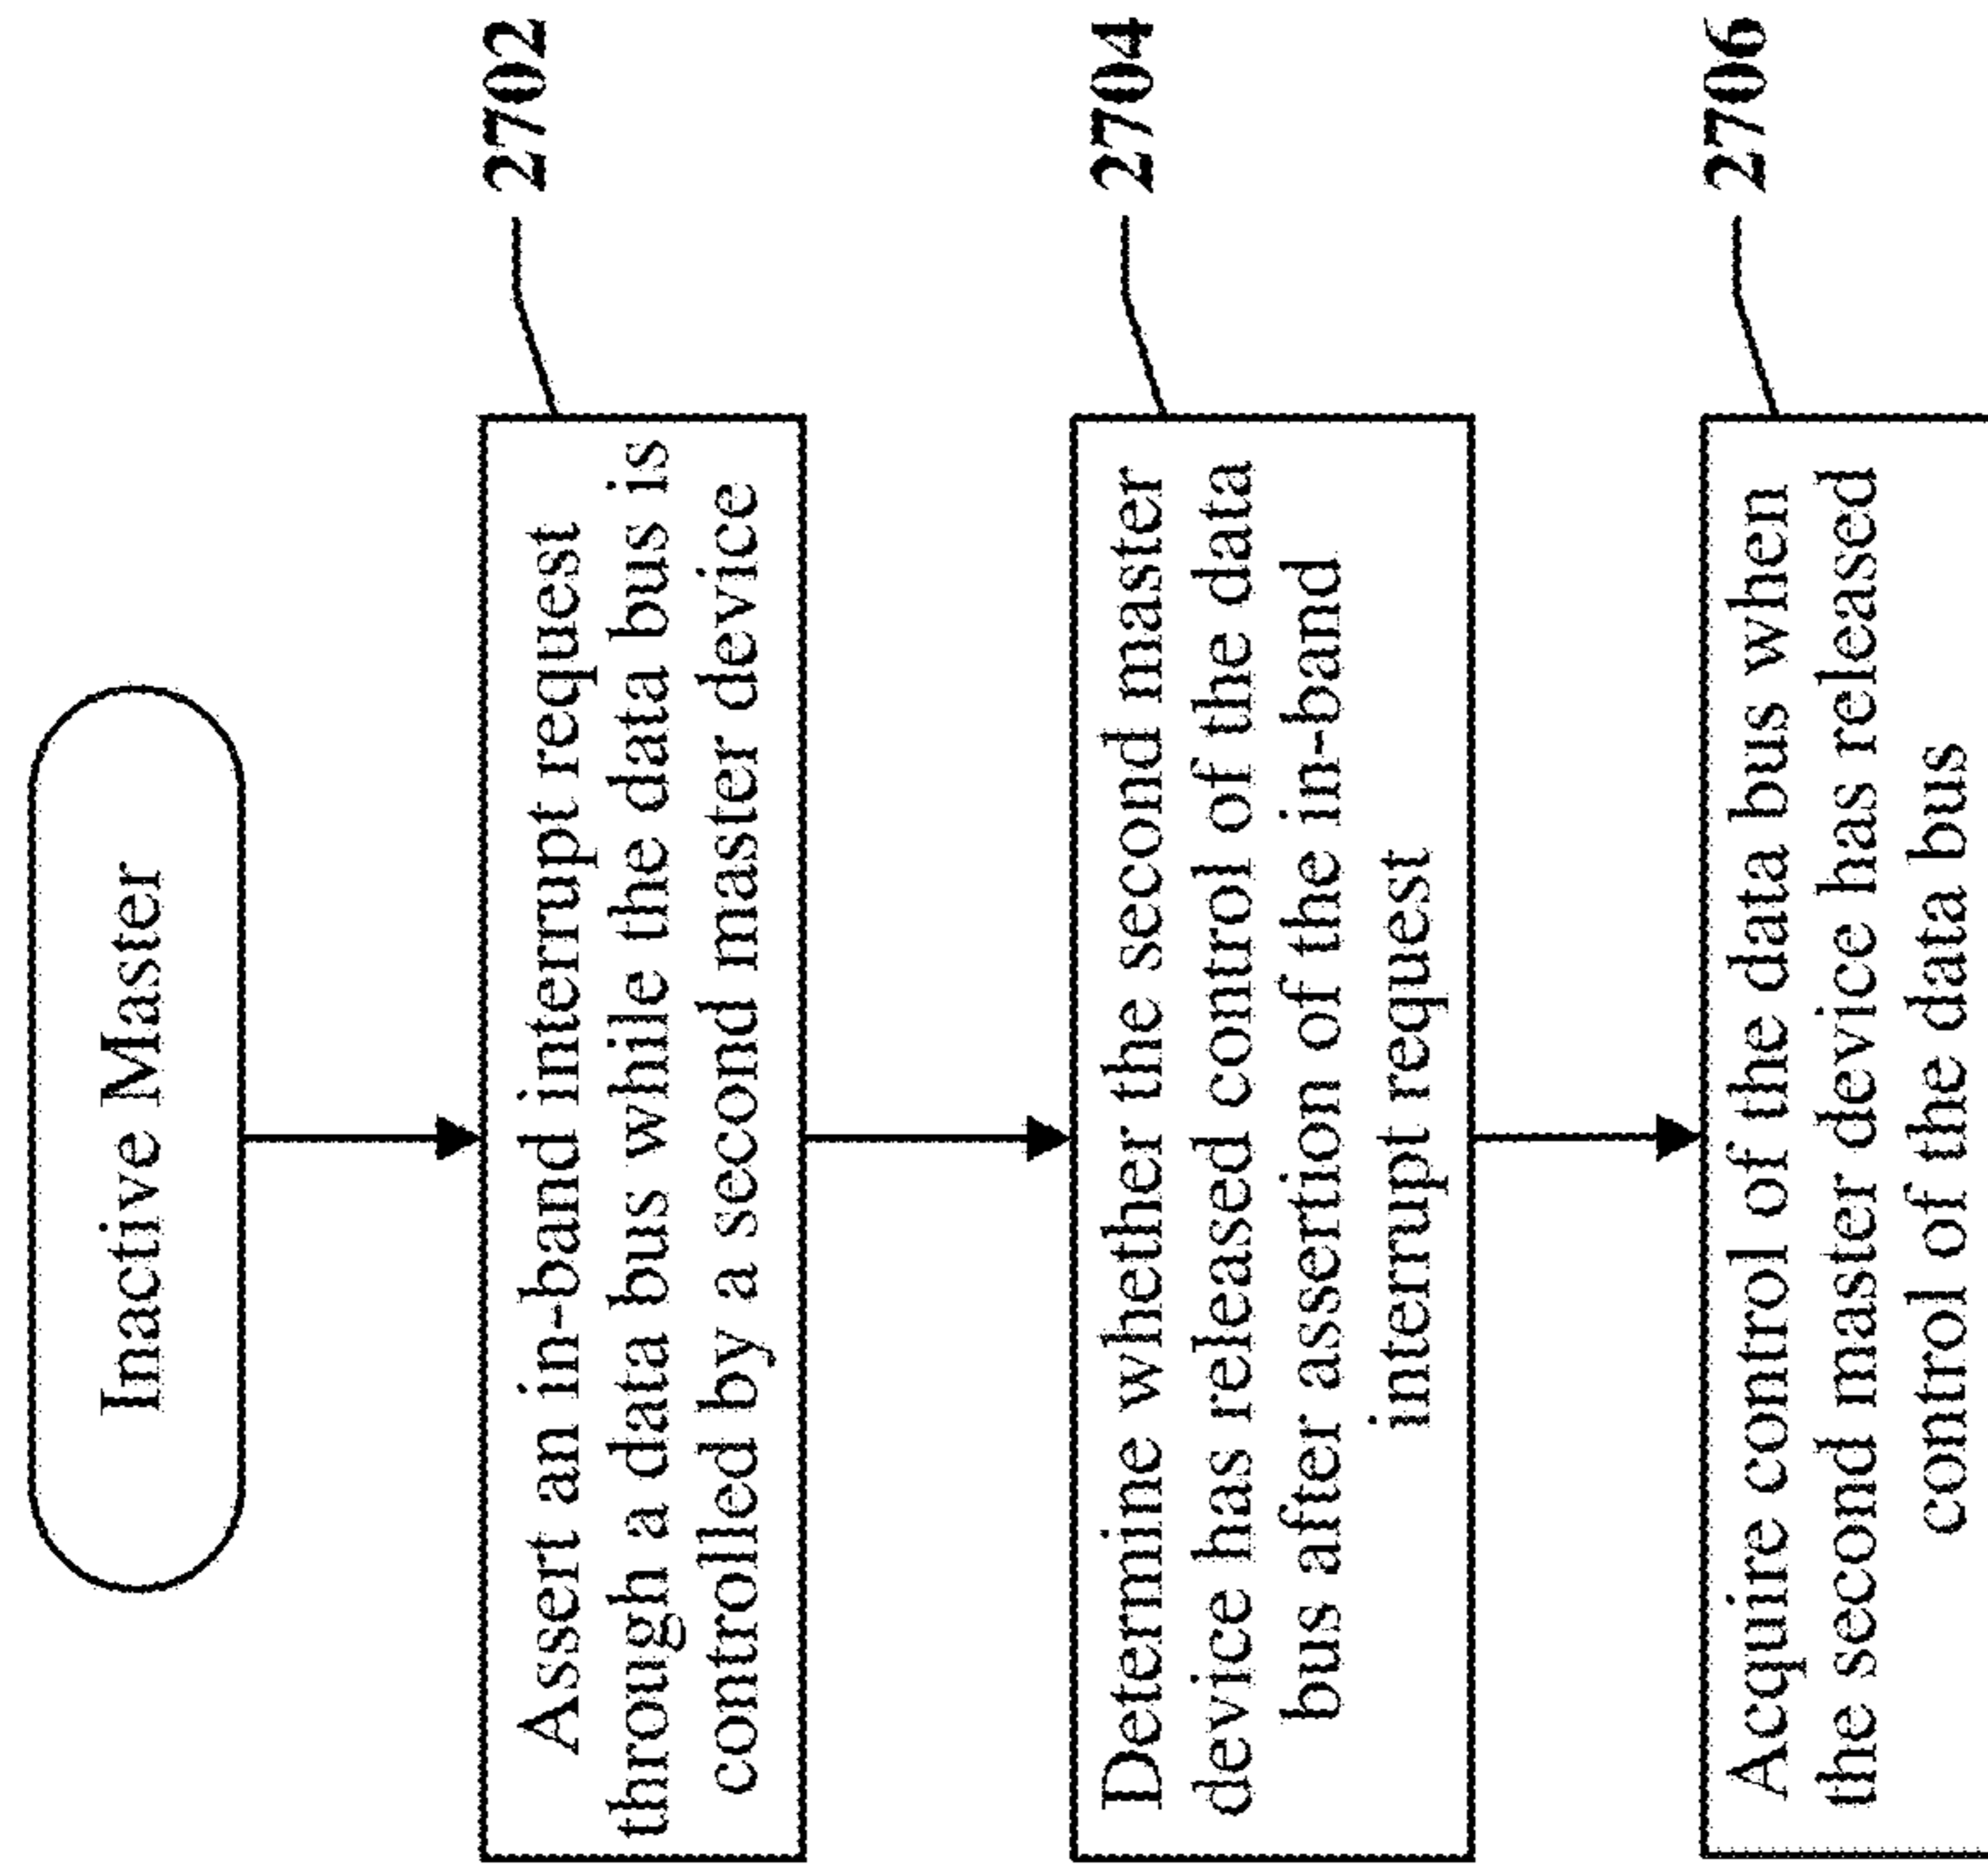 Inactive Master
Assert an in-band interrupt request
through a data bus while the data bus is
controlled by a second master device
2702
Determine whether the second master
device has released control of the data
bus after assertion of the in-band
interrupt request
2704
Acquire control of the data bus when
the second master device has released
control of the data bus
2706